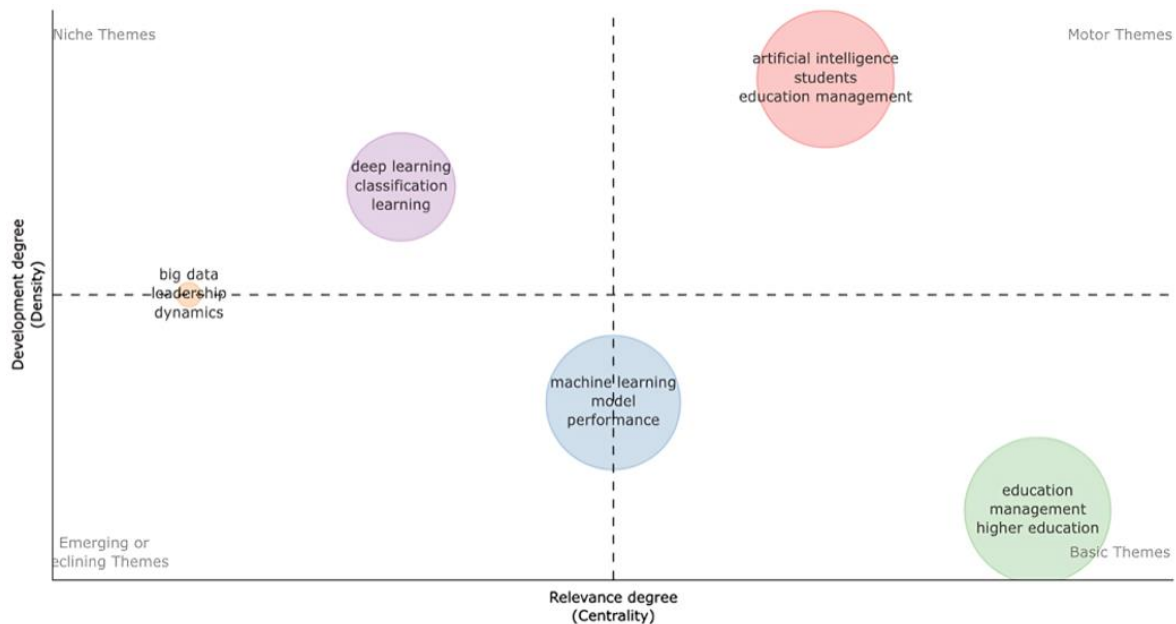 Niche Themes
Motor Themes
artificial intelligence
students
education management
deep learning
classification
learning
big data
leadership
dynamics
Development degree
(Density)
machine learning
model
performance
education
management
higher education
Emerging or
eclining Themes
Basic Themes
Relevance degree
(Centrality)